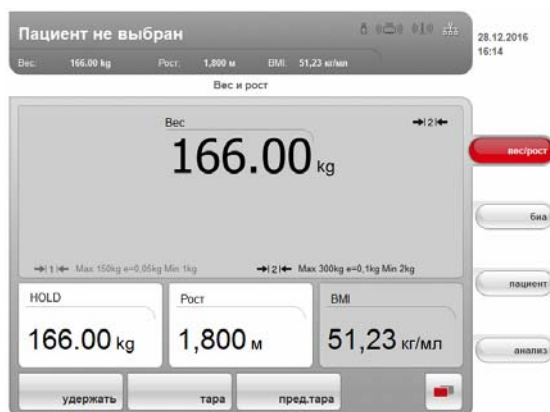 Пациент не выбран
28.12.2016
16:14
Вес: 166.00 kg Рост: 1,800 м BMI: 51,23 кг/мл
Вес и рост
Вес
2
166.00 kg
вес/рост
биа
1 Max 150kg e=0,05kg Min 1kg
2 Max 300kg e=0,1kg Min 2kg
пациент
HOLD
Рост
BMI
166.00 kg
1,800 м
51,23 кг/мл
анализ
удержать
тара
пред.тара